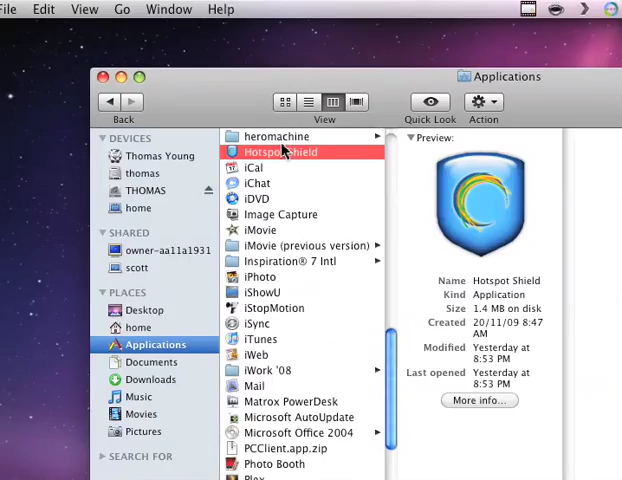 File Edit View Go Window Help
Applications
Back View Quick Look Action
DEVICES
Thomas Young
thomas
THOMAS
home
SHARED
owner-aa11a1931
scott
PLACES
Desktop
home
Applications
Documents
Downloads
Music
Movies
Pictures
SEARCH FOR
heromachine
Hotspot Shield
iCal
iChat
iDVD
Image Capture
iMovie
iMovie (previous version)
Inspiration® 7 Intl
iPhoto
iShowU
iStopMotion
iSync
iTunes
iWeb
iWork '08
Mail
Matrox PowerDesk
Microsoft AutoUpdate
Microsoft Office 2004
PCClient.app.zip
Photo Booth
Plex
Preview:
Name Hotspot Shield
Kind Application
Size 1.4 MB on disk
Created 20/11/09 8:47
AM
Modified Yesterday at
8:53 PM
Last opened Yesterday at
8:53 PM
More info...